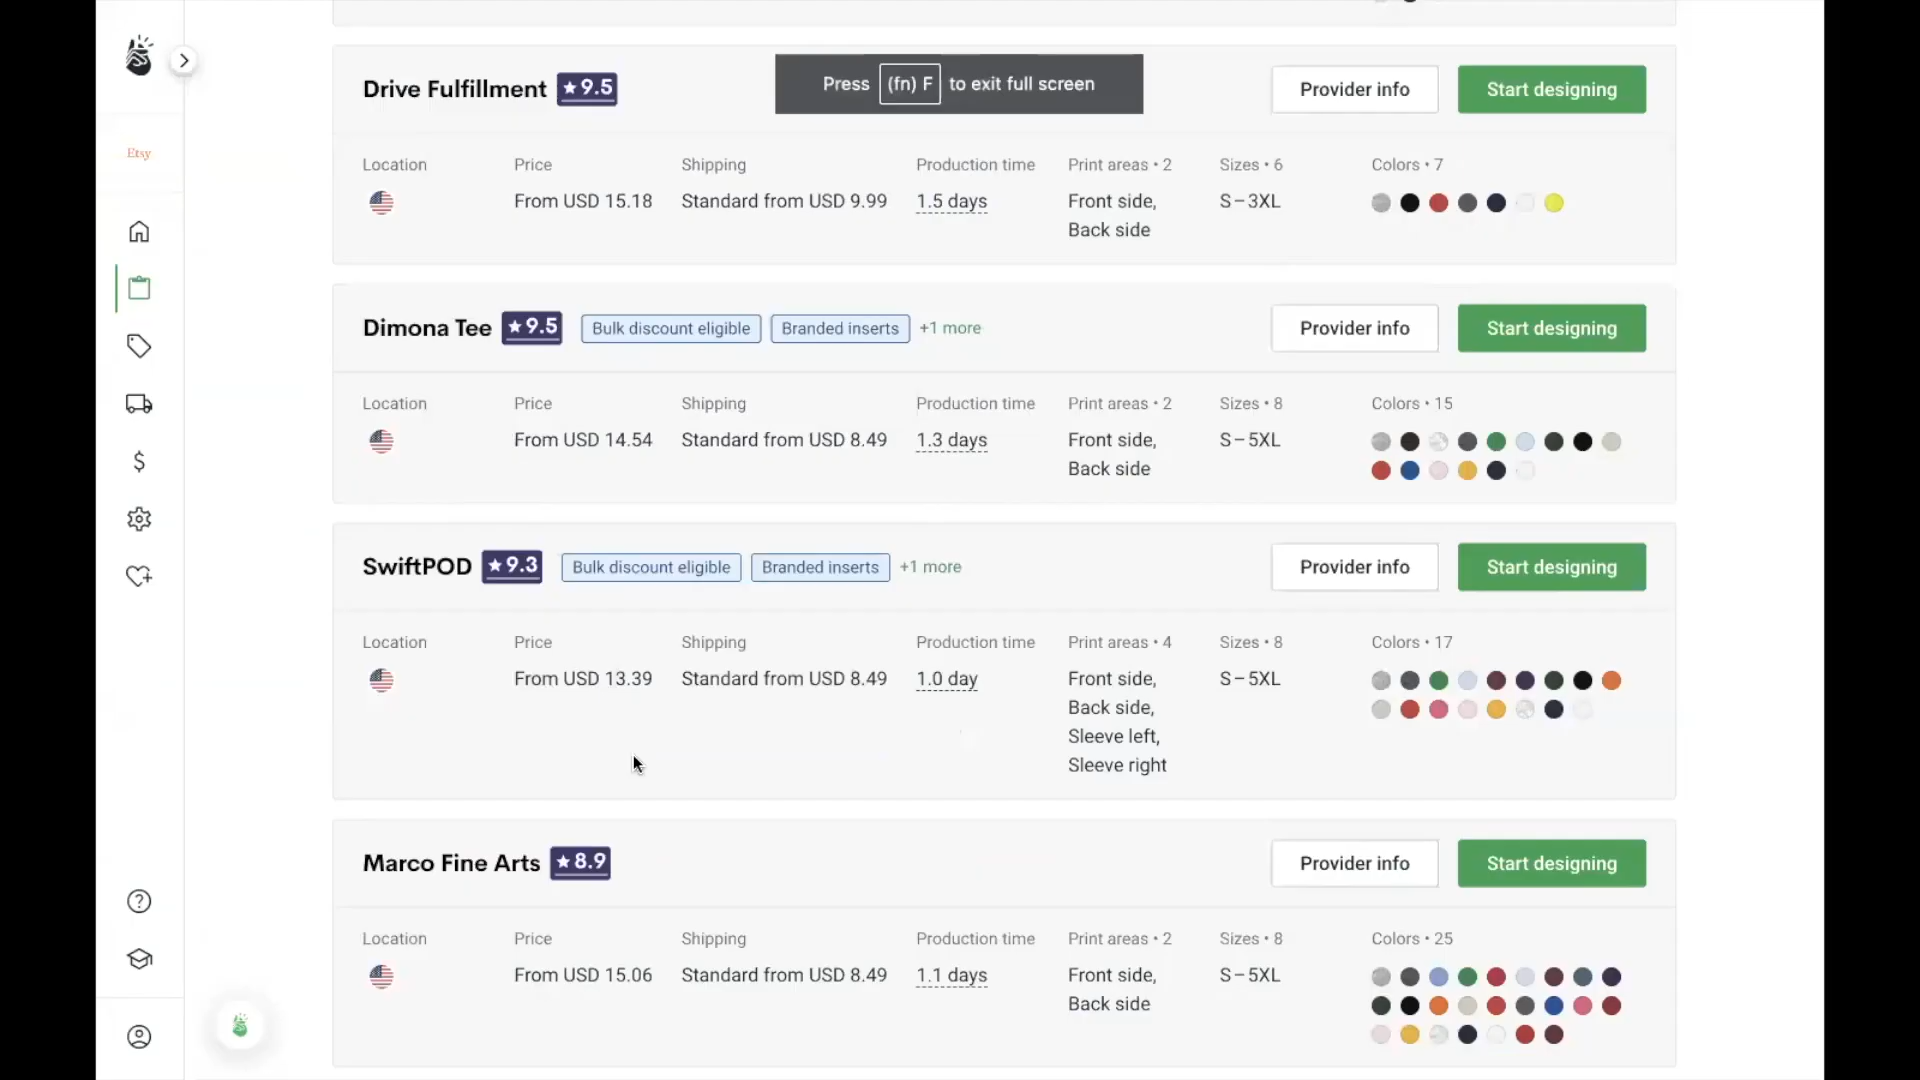 Etsy
Press (fn) F to exit full screen
Drive Fulfillment ★ 9.5
Provider info
Start designing
Location
Price
Shipping
Production time
Print areas • 2
Sizes • 6
Colors • 7
From USD 15.18
Standard from USD 9.99
1.5 days
Front side,
Back side
S–3XL
Dimona Tee ★ 9.5
Bulk discount eligible
Branded inserts
+1 more
Provider info
Start designing
Location
Price
Shipping
Production time
Print areas • 2
Sizes • 8
Colors • 15
From USD 14.54
Standard from USD 8.49
1.3 days
Front side,
Back side
S–5XL
SwiftPOD ★ 9.3
Bulk discount eligible
Branded inserts
+1 more
Provider info
Start designing
Location
Price
Shipping
Production time
Print areas • 4
Sizes • 8
Colors • 17
From USD 13.39
Standard from USD 8.49
1.0 day
Front side,
Back side,
Sleeve left,
Sleeve right
S–5XL
Marco Fine Arts ★ 8.9
Provider info
Start designing
Location
Price
Shipping
Production time
Print areas • 2
Sizes • 8
Colors • 25
From USD 15.06
Standard from USD 8.49
1.1 days
Front side,
Back side
S–5XL